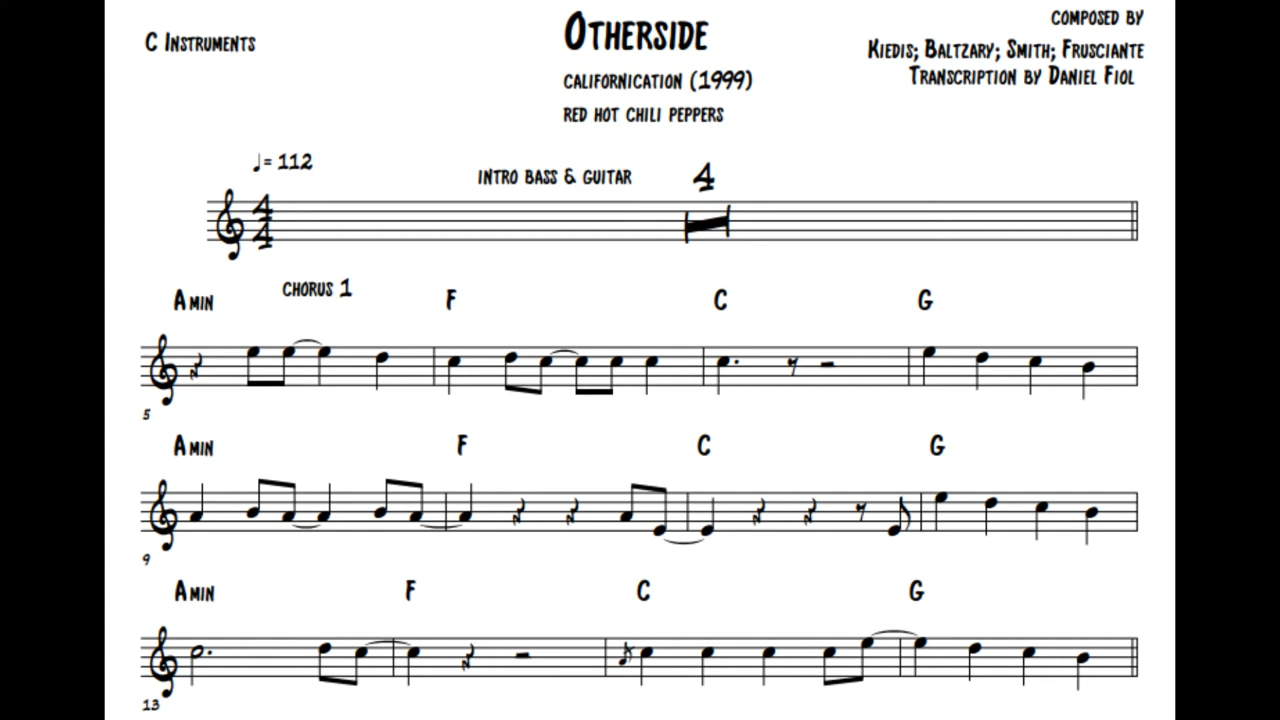 C Instruments
Otherside
composed by
Kiedis; Baltzary; Smith; Frusciante
californication (1999)
Transcription by Daniel Fiol
red hot chili peppers
♩= 112
intro bass & guitar
4
4
4
Amin
chorus 1
F
C
G
5
Amin
F
C
G
9
Amin
F
C
G
13